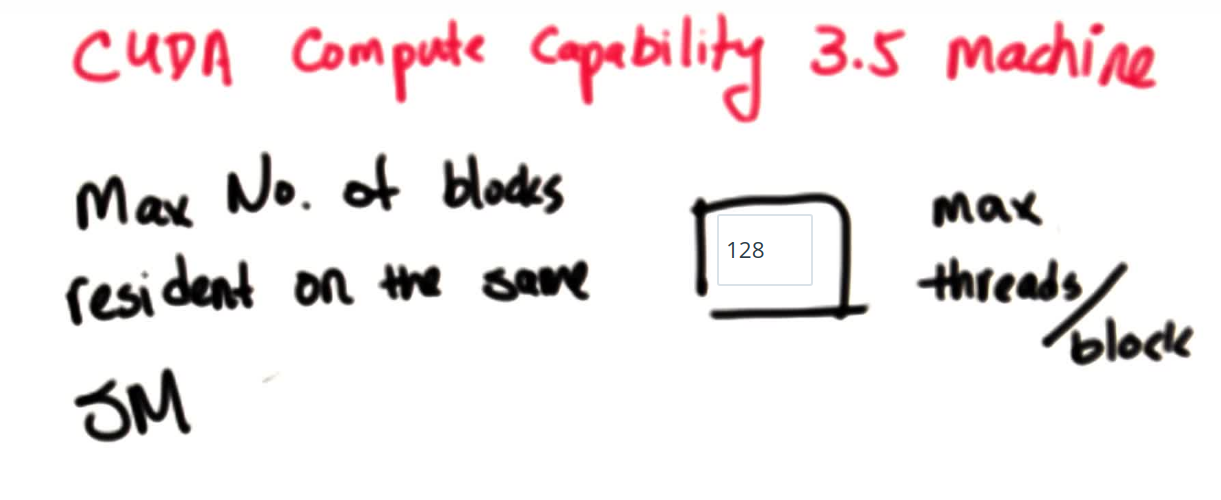 CUDA Compute Capability 3.5 Machine
Max No. of blocks
resident on the same
SM
128
max
threads/
block